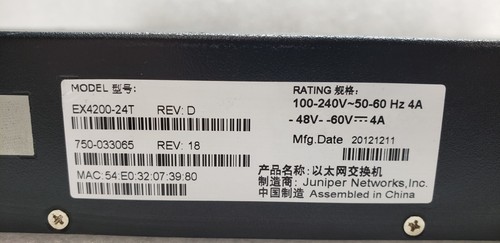 MODEL 型号:
EX4200-24T REV: D
750-033065 REV: 18
MAC:54:E0:32:07:39:80
RATING 规格:
100-240V~50-60 Hz 4A
- 48V- -60V⎓4A
Mfg.Date 20121211
产品名称: 以太网交换机
制造商: Juniper Networks,Inc.
中国制造 Assembled in China